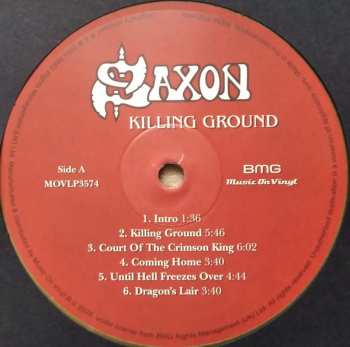 SAXON
KILLING GROUND
Side A
MOVLP3574
BMG
Music On Vinyl
1. Intro 1:36
2. Killing Ground 5:46
3. Court Of The Crimson King 6:02
4. Coming Home 3:40
5. Until Hell Freezes Over 4:44
6. Dragon's Lair 3:40